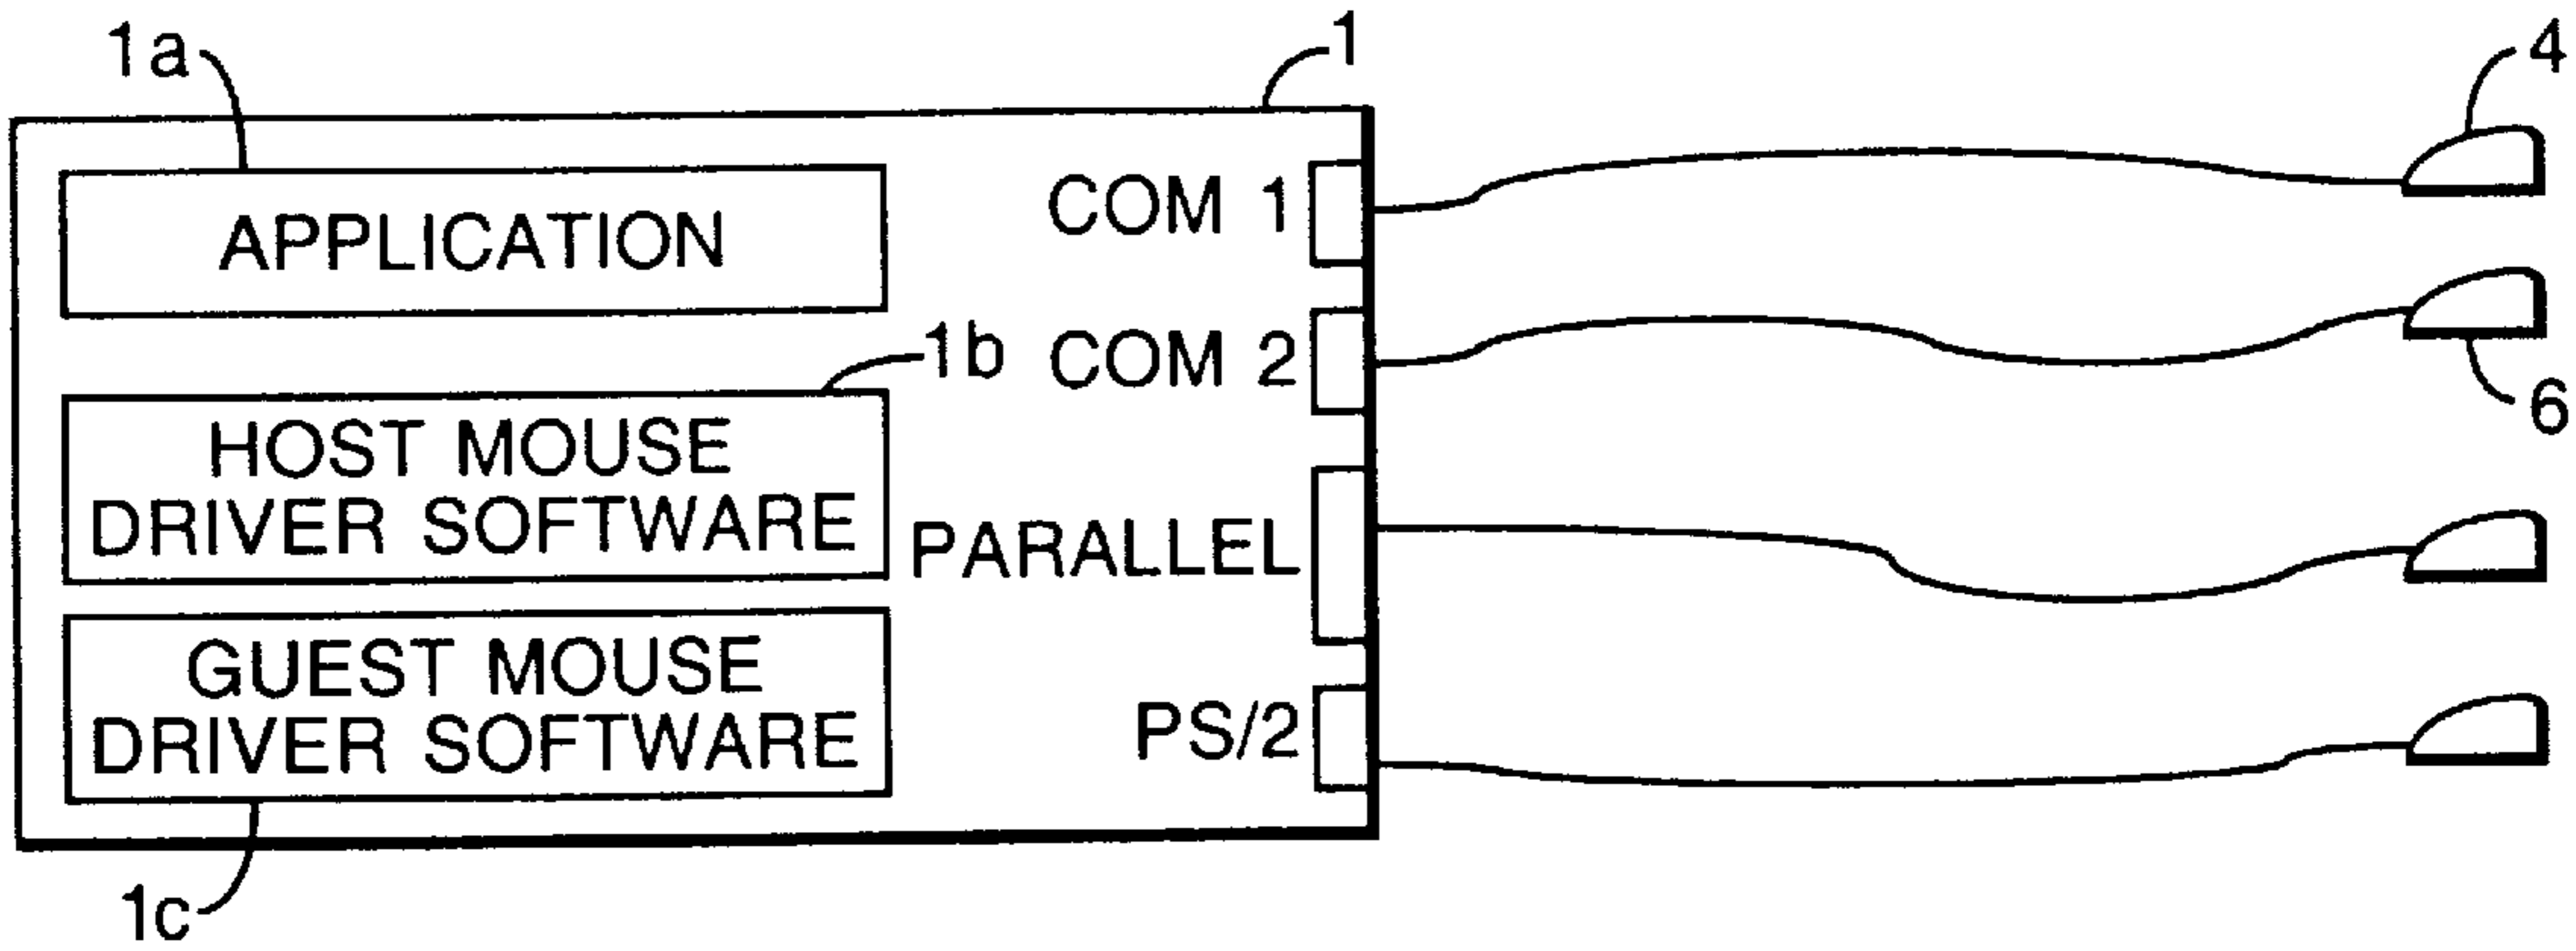 1a
1
4
APPLICATION
COM 1
1b
COM 2
6
HOST MOUSE
DRIVER SOFTWARE
PARALLEL
GUEST MOUSE
DRIVER SOFTWARE
PS/2
1c